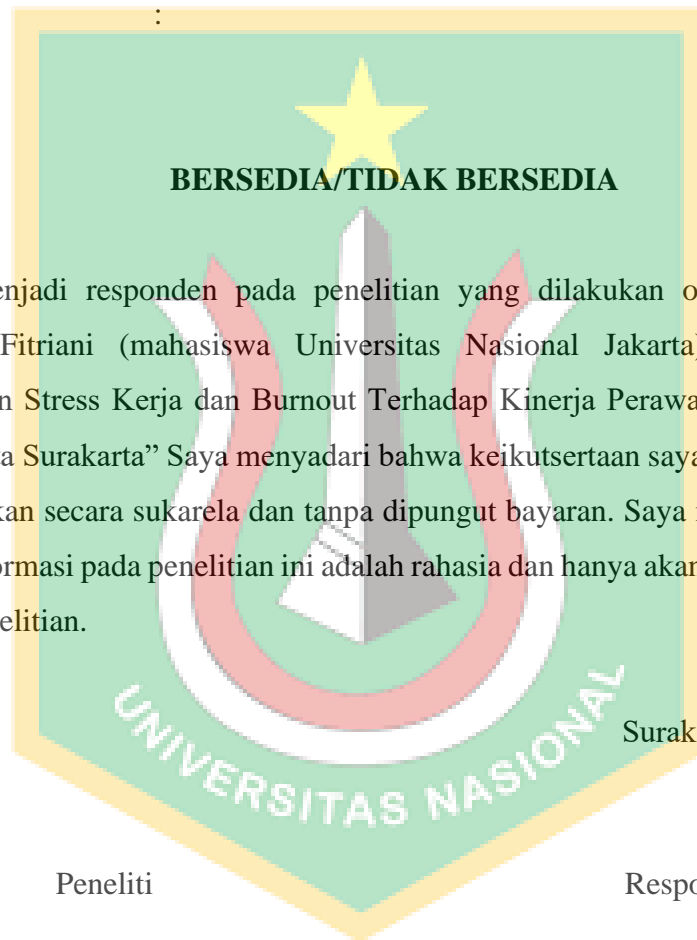 :
BERSEDIA/TIDAK BERSEDIA
enjadi responden pada penelitian yang dilakukan o
Fitriani (mahasiswa Universitas Nasional Jakarta)
n Stress Kerja dan Burnout Terhadap Kinerja Perawa
ta Surakarta” Saya menyadari bahwa keikutsertaan saya
kan secara sukarela dan tanpa dipungut bayaran. Saya
ormasi pada penelitian ini adalah rahasia dan hanya akan
elitian.
Surak
UNIVERSITAS NASIONAL
Peneliti Respo